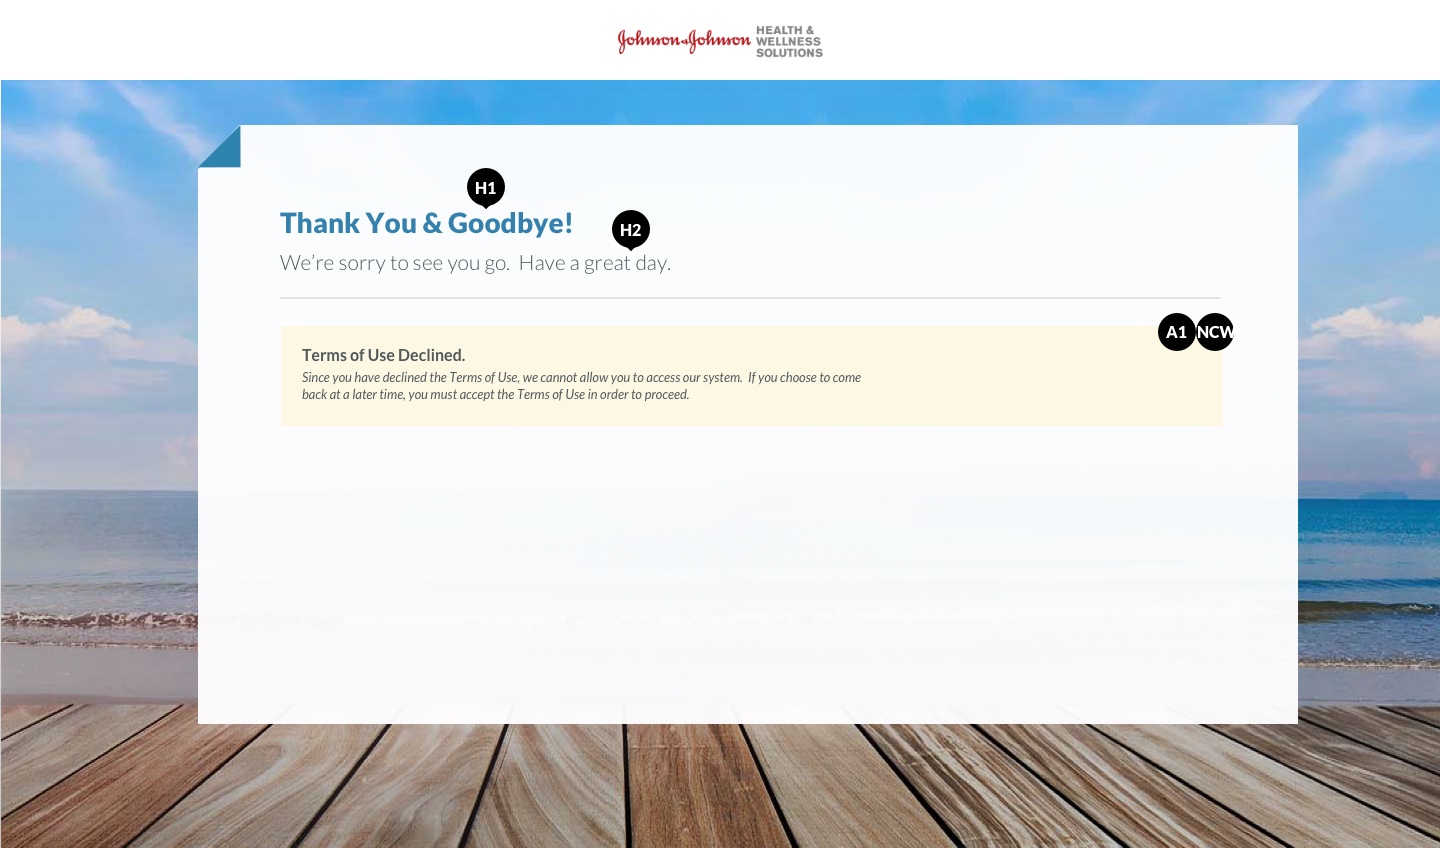 Johnson & Johnson HEALTH &
WELLNESS
SOLUTIONS
H1
Thank You & Goodbye!
H2
We're sorry to see you go.  Have a great day.
A1 NCW
Terms of Use Declined.
Since you have declined the Terms of Use, we cannot allow you to access our system.  If you choose to come
back at a later time, you must accept the Terms of Use in order to proceed.